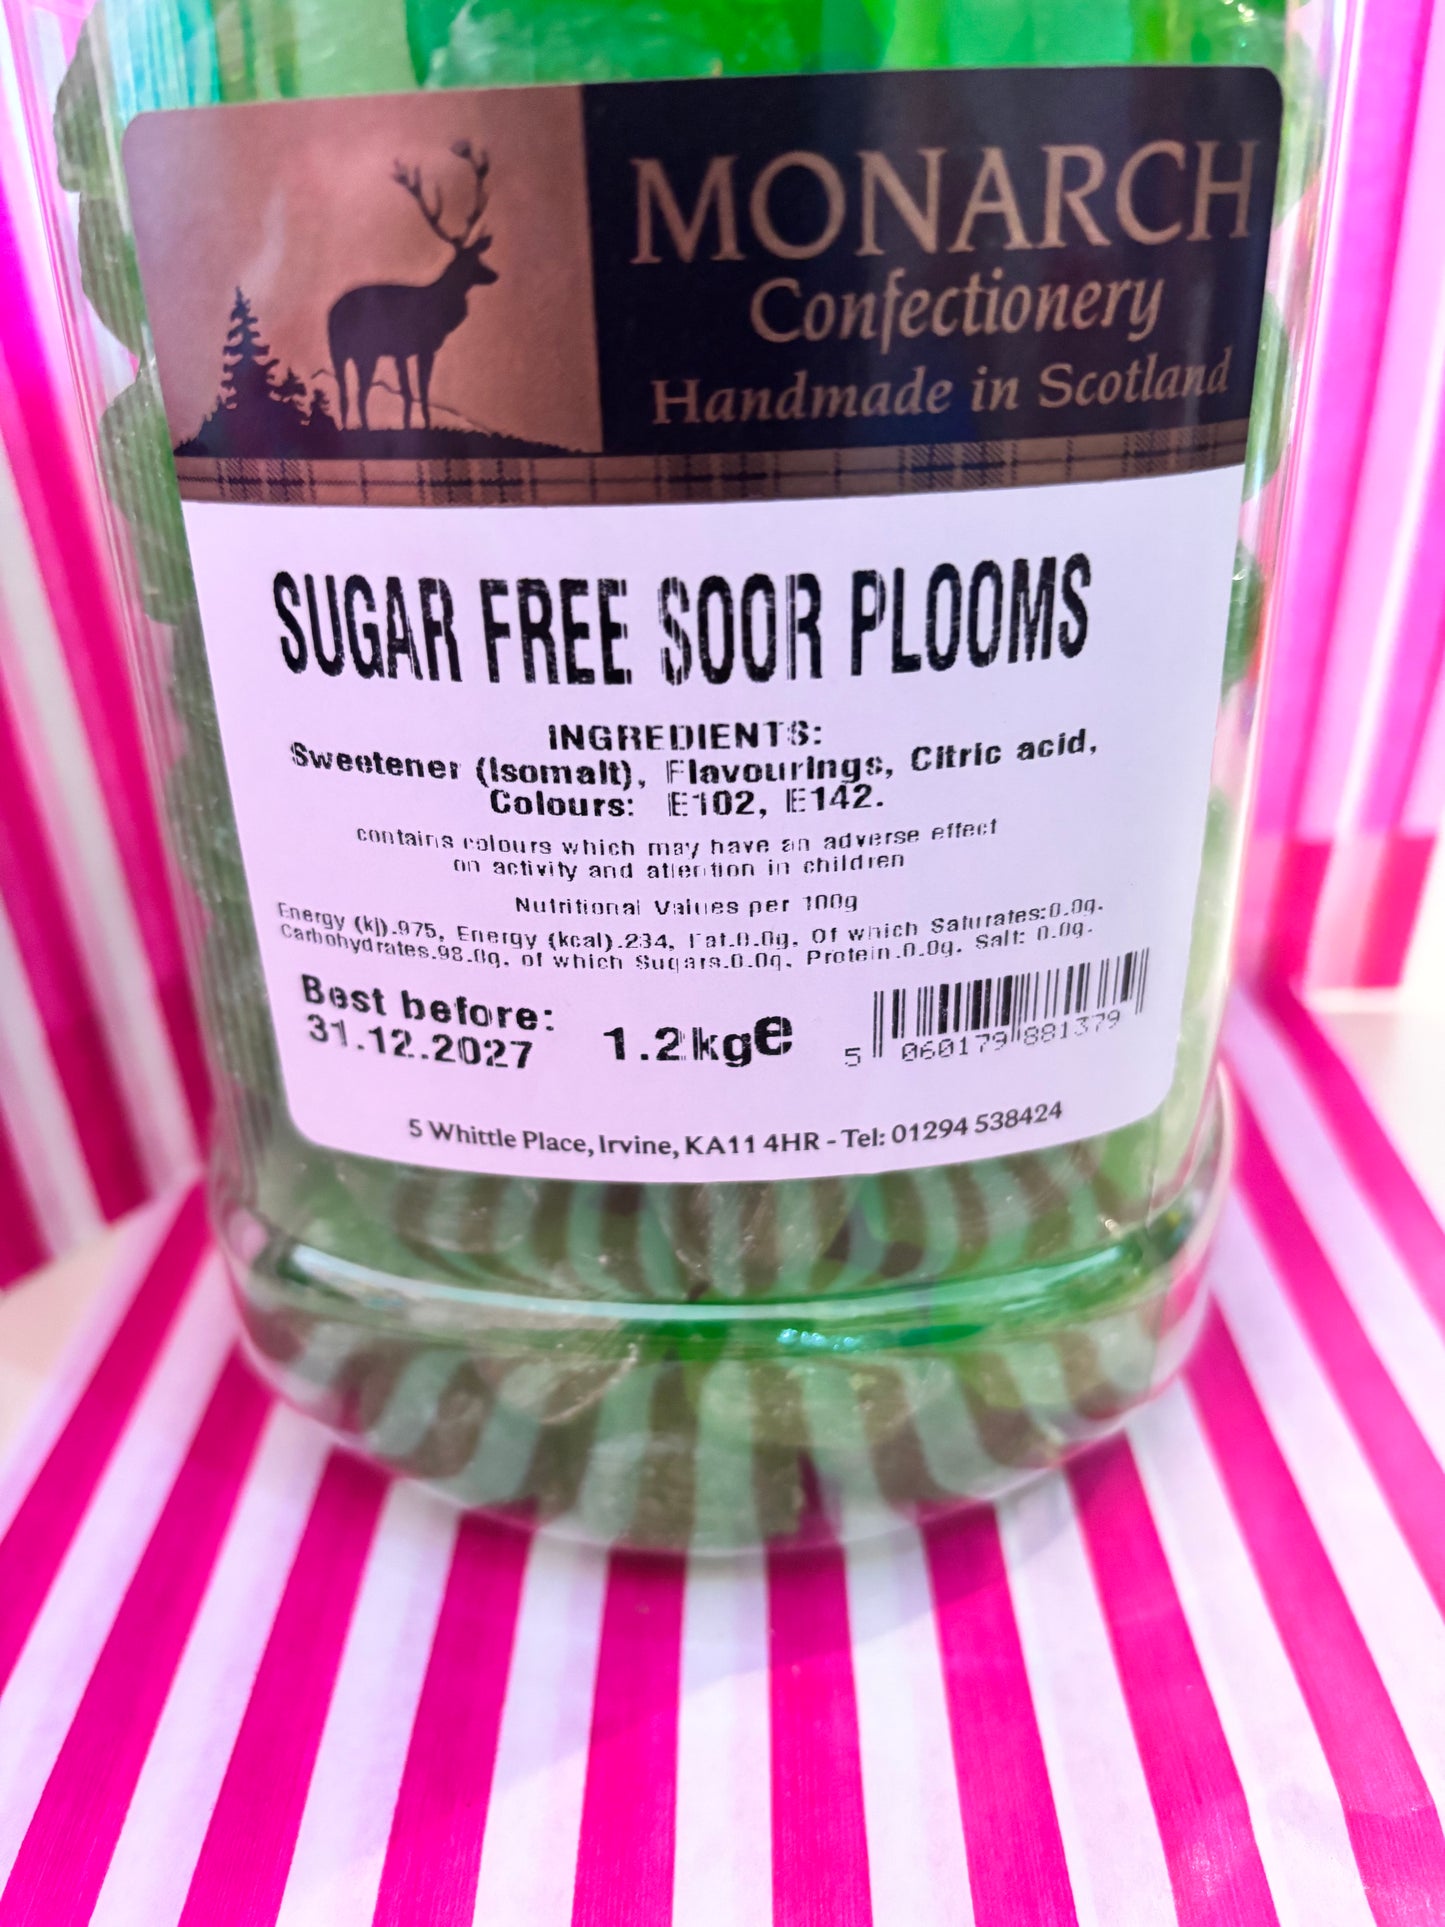 MONARCH
Confectionery
Handmade in Scotland
SUGAR FREE SOOR PLOOMS
INGREDIENTS:
Sweetener (Isomalt), Flavourings, Citric acid,
Colours: E102, E142.
contains colours which may have an adverse effect
on activity and attention in children
Nutritional Values per 100g
Energy (kj).975, Energy (kcal).234, Fat.0.0g, Of which Saturates:0.0g.
Carbohydrates.98.0g, of which Sugars.0.0g, Protein.0.0g. Salt: 0.0g.
Best before:
31.12.2027
1.2kge
5 060179 881379
5 Whittle Place, Irvine, KA11 4HR - Tel: 01294 538424